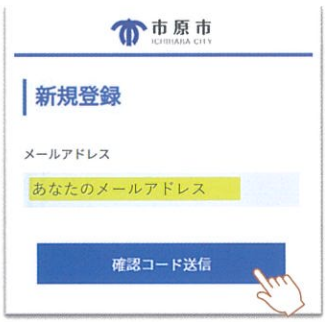 市原市
ICHIHARA CITY
新規登録
メールアドレス
あなたのメールアドレス
確認コード送信